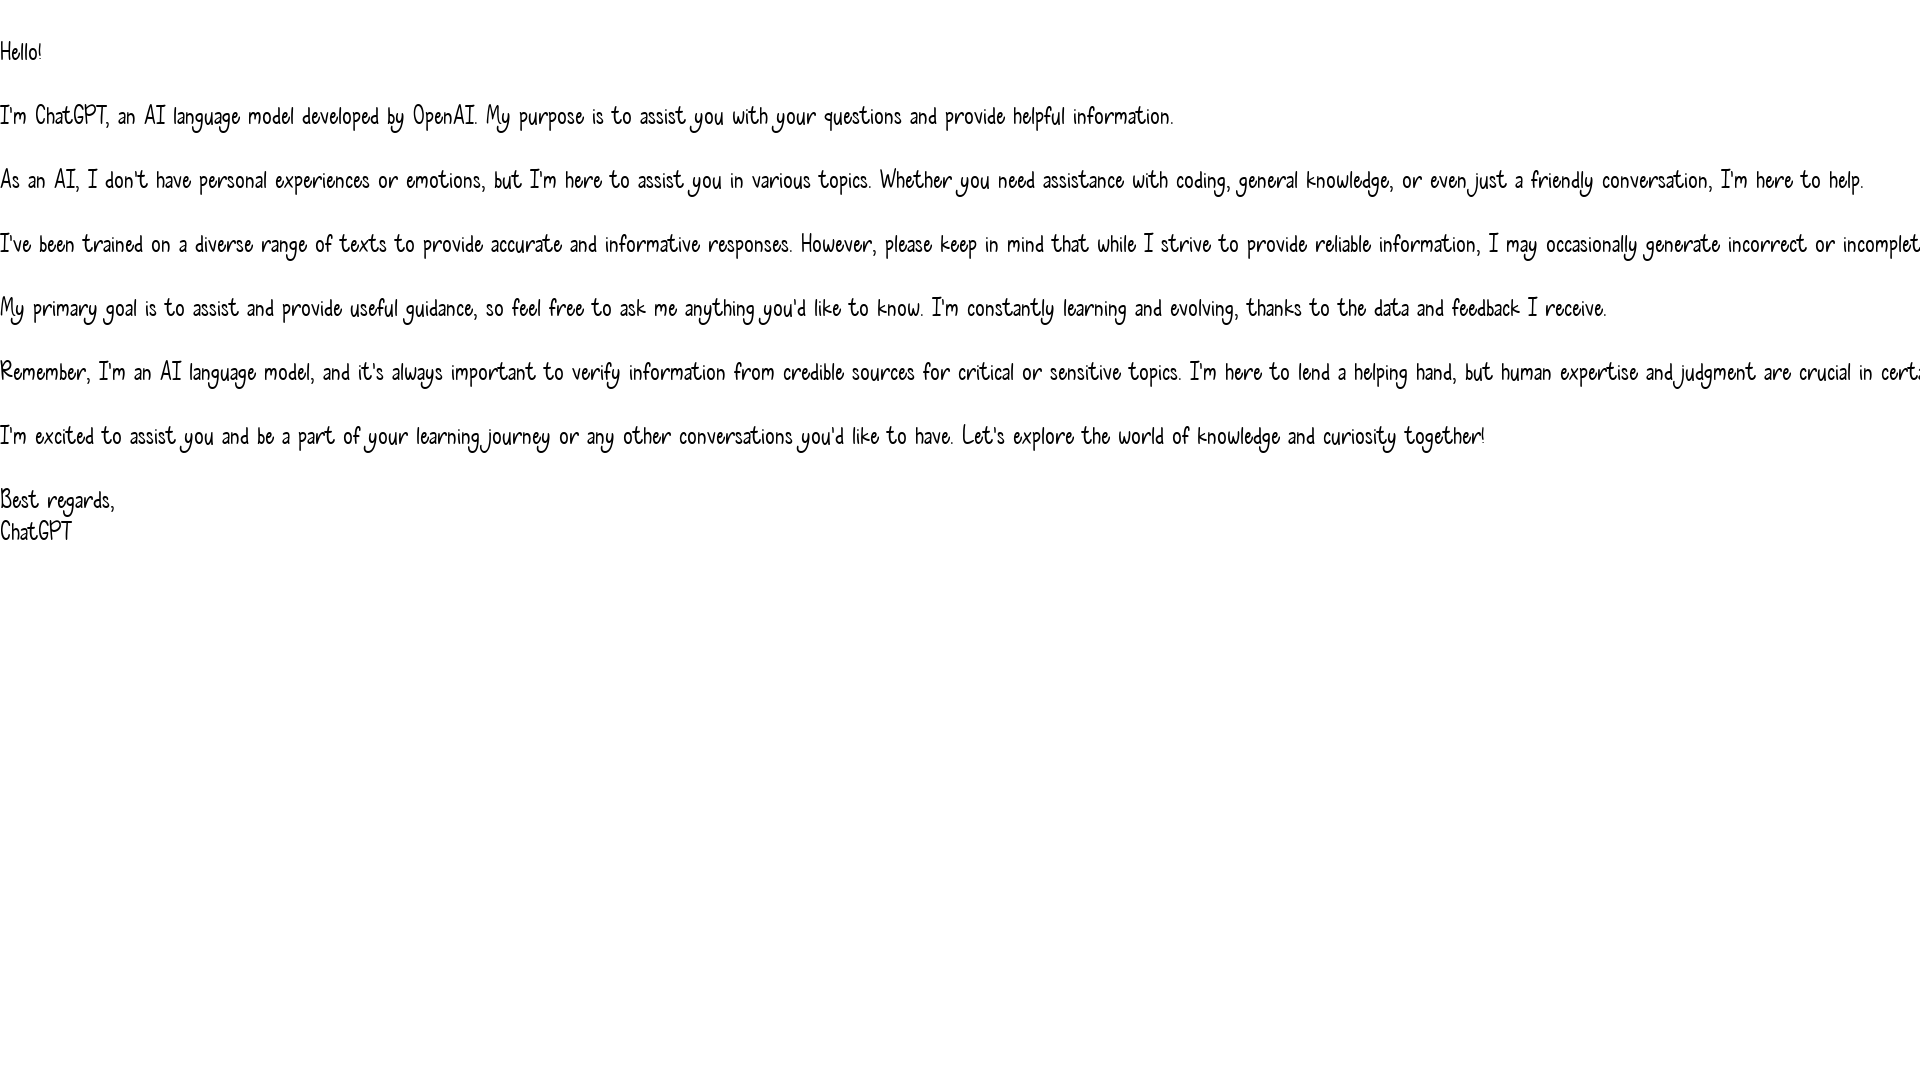 Hello!
I'm ChatGPT, an AI language model developed by OpenAI. My purpose is to assist you with your questions and provide helpful information.
As an AI, I don't have personal experiences or emotions, but I'm here to assist you in various topics. Whether you need assistance with coding, general knowledge, or even just a friendly conversation, I'm here to help.
I've been trained on a diverse range of texts to provide accurate and informative responses. However, please keep in mind that while I strive to provide reliable information, I may occasionally generate incorrect or incomplet
My primary goal is to assist and provide useful guidance, so feel free to ask me anything you'd like to know. I'm constantly learning and evolving, thanks to the data and feedback I receive.
Remember, I'm an AI language model, and it's always important to verify information from credible sources for critical or sensitive topics. I'm here to lend a helping hand, but human expertise and judgment are crucial in certa
I'm excited to assist you and be a part of your learning journey or any other conversations you'd like to have. Let's explore the world of knowledge and curiosity together!
Best regards,
ChatGPT